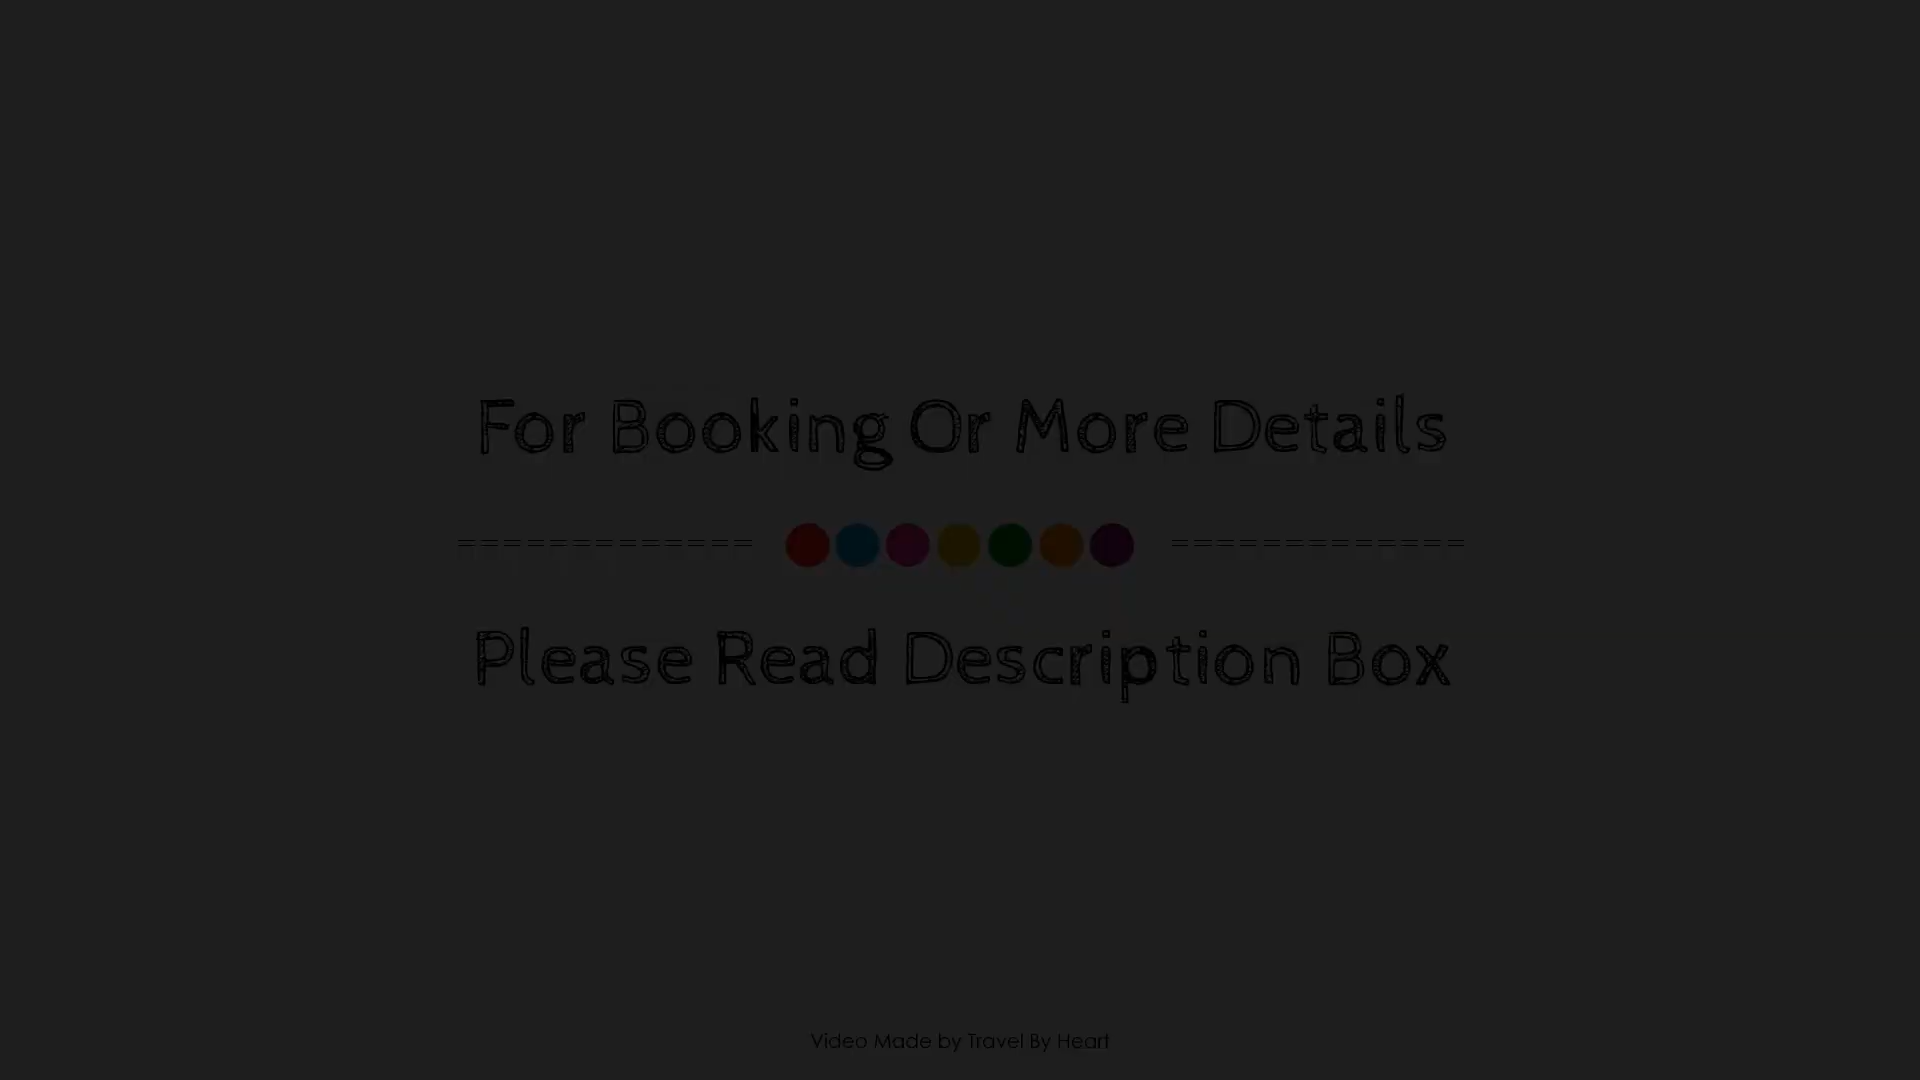 For Booking Or More Details
============= =============
Please Read Description Box
Video Made by Travel By Heart